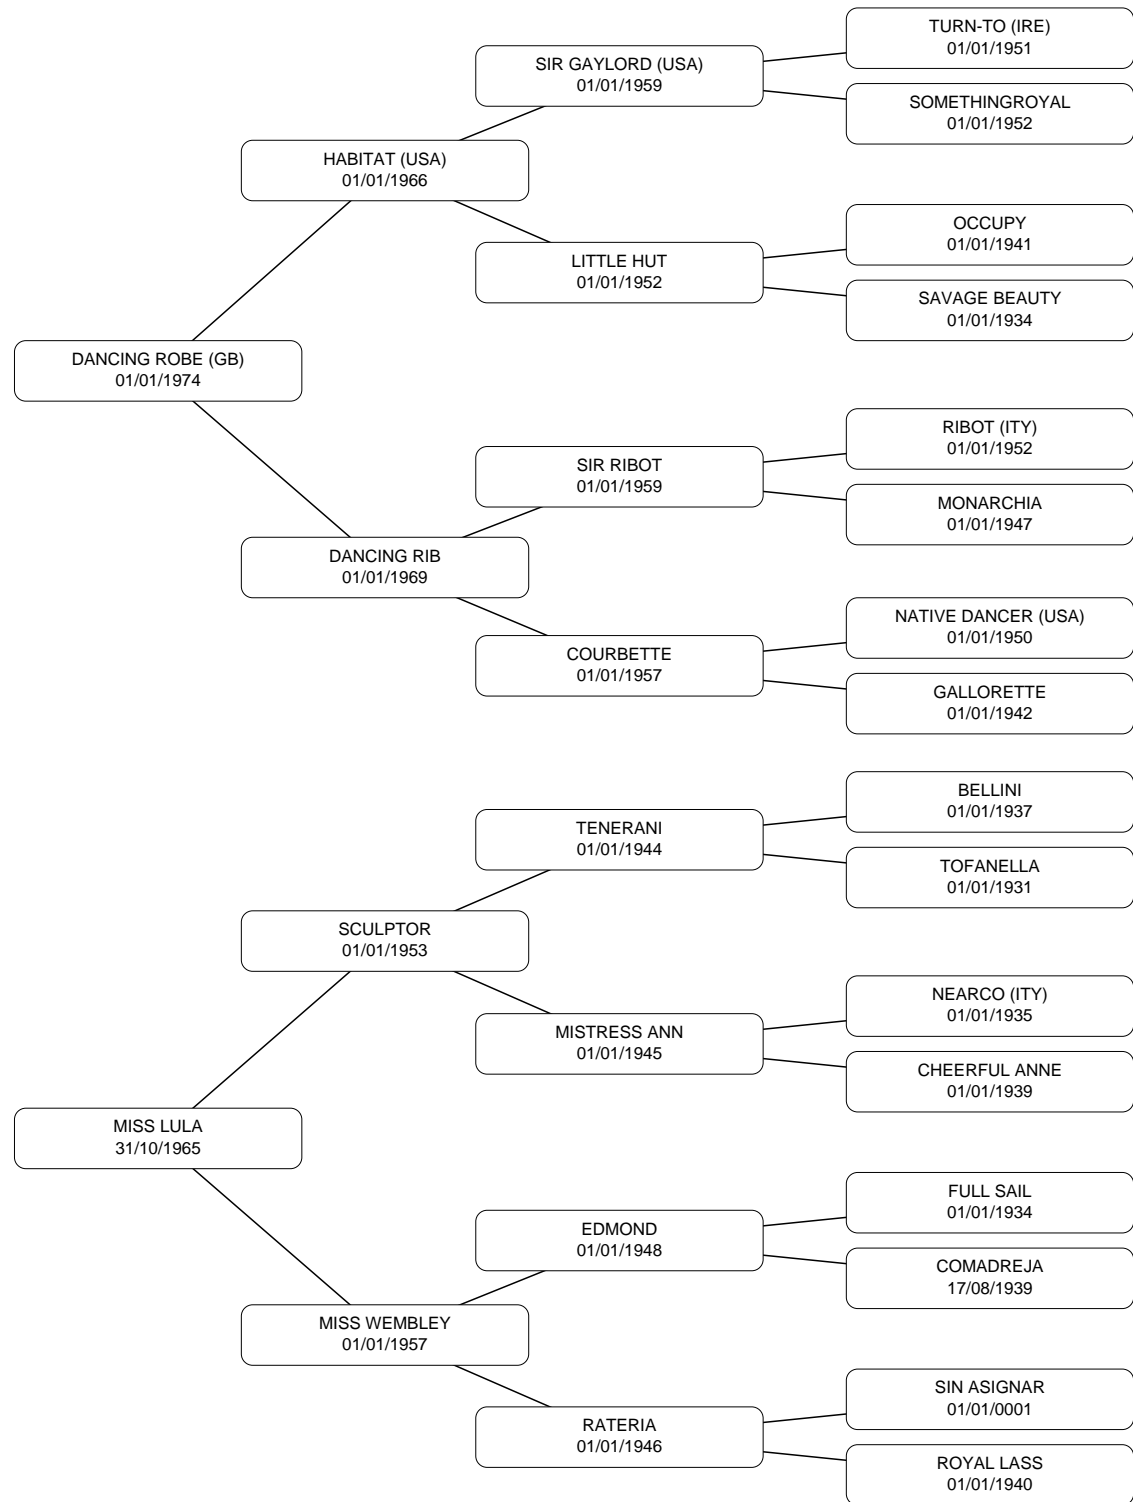 TURN-TO (IRE)
01/01/1951
SIR GAYLORD (USA)
01/01/1959
SOMETHINGROYAL
01/01/1952
HABITAT (USA)
01/01/1966
OCCUPY
01/01/1941
LITTLE HUT
01/01/1952
SAVAGE BEAUTY
01/01/1934
DANCING ROBE (GB)
01/01/1974
RIBOT (ITY)
01/01/1952
SIR RIBOT
01/01/1959
MONARCHIA
01/01/1947
DANCING RIB
01/01/1969
NATIVE DANCER (USA)
01/01/1950
COURBETTE
01/01/1957
GALLORETTE
01/01/1942
BELLINI
01/01/1937
TENERANI
01/01/1944
TOFANELLA
01/01/1931
SCULPTOR
01/01/1953
NEARCO (ITY)
01/01/1935
MISTRESS ANN
01/01/1945
CHEERFUL ANNE
01/01/1939
MISS LULA
31/10/1965
FULL SAIL
01/01/1934
EDMOND
01/01/1948
COMADREJA
17/08/1939
MISS WEMBLEY
01/01/1957
SIN ASIGNAR
01/01/0001
RATERIA
01/01/1946
ROYAL LASS
01/01/1940